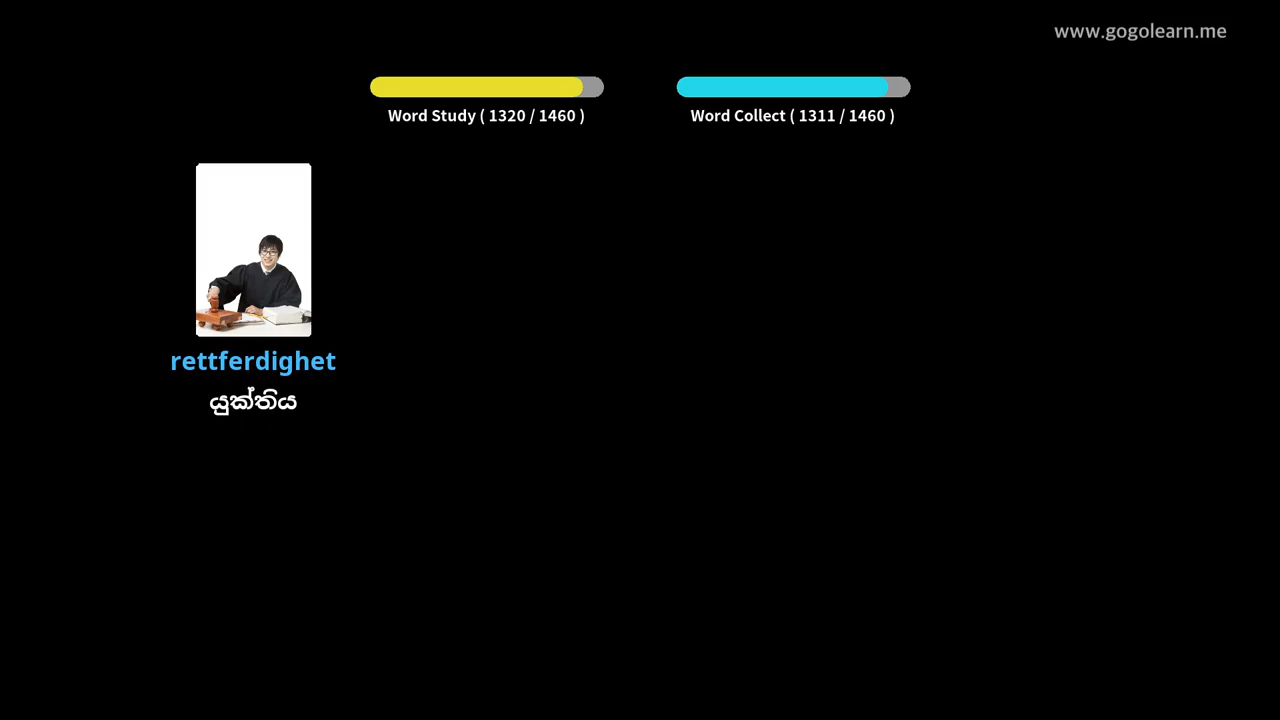 www.gogolearn.me
Word Study ( 1320 / 1460 )
Word Collect ( 1311 / 1460 )
rettferdighet
යුක්තිය